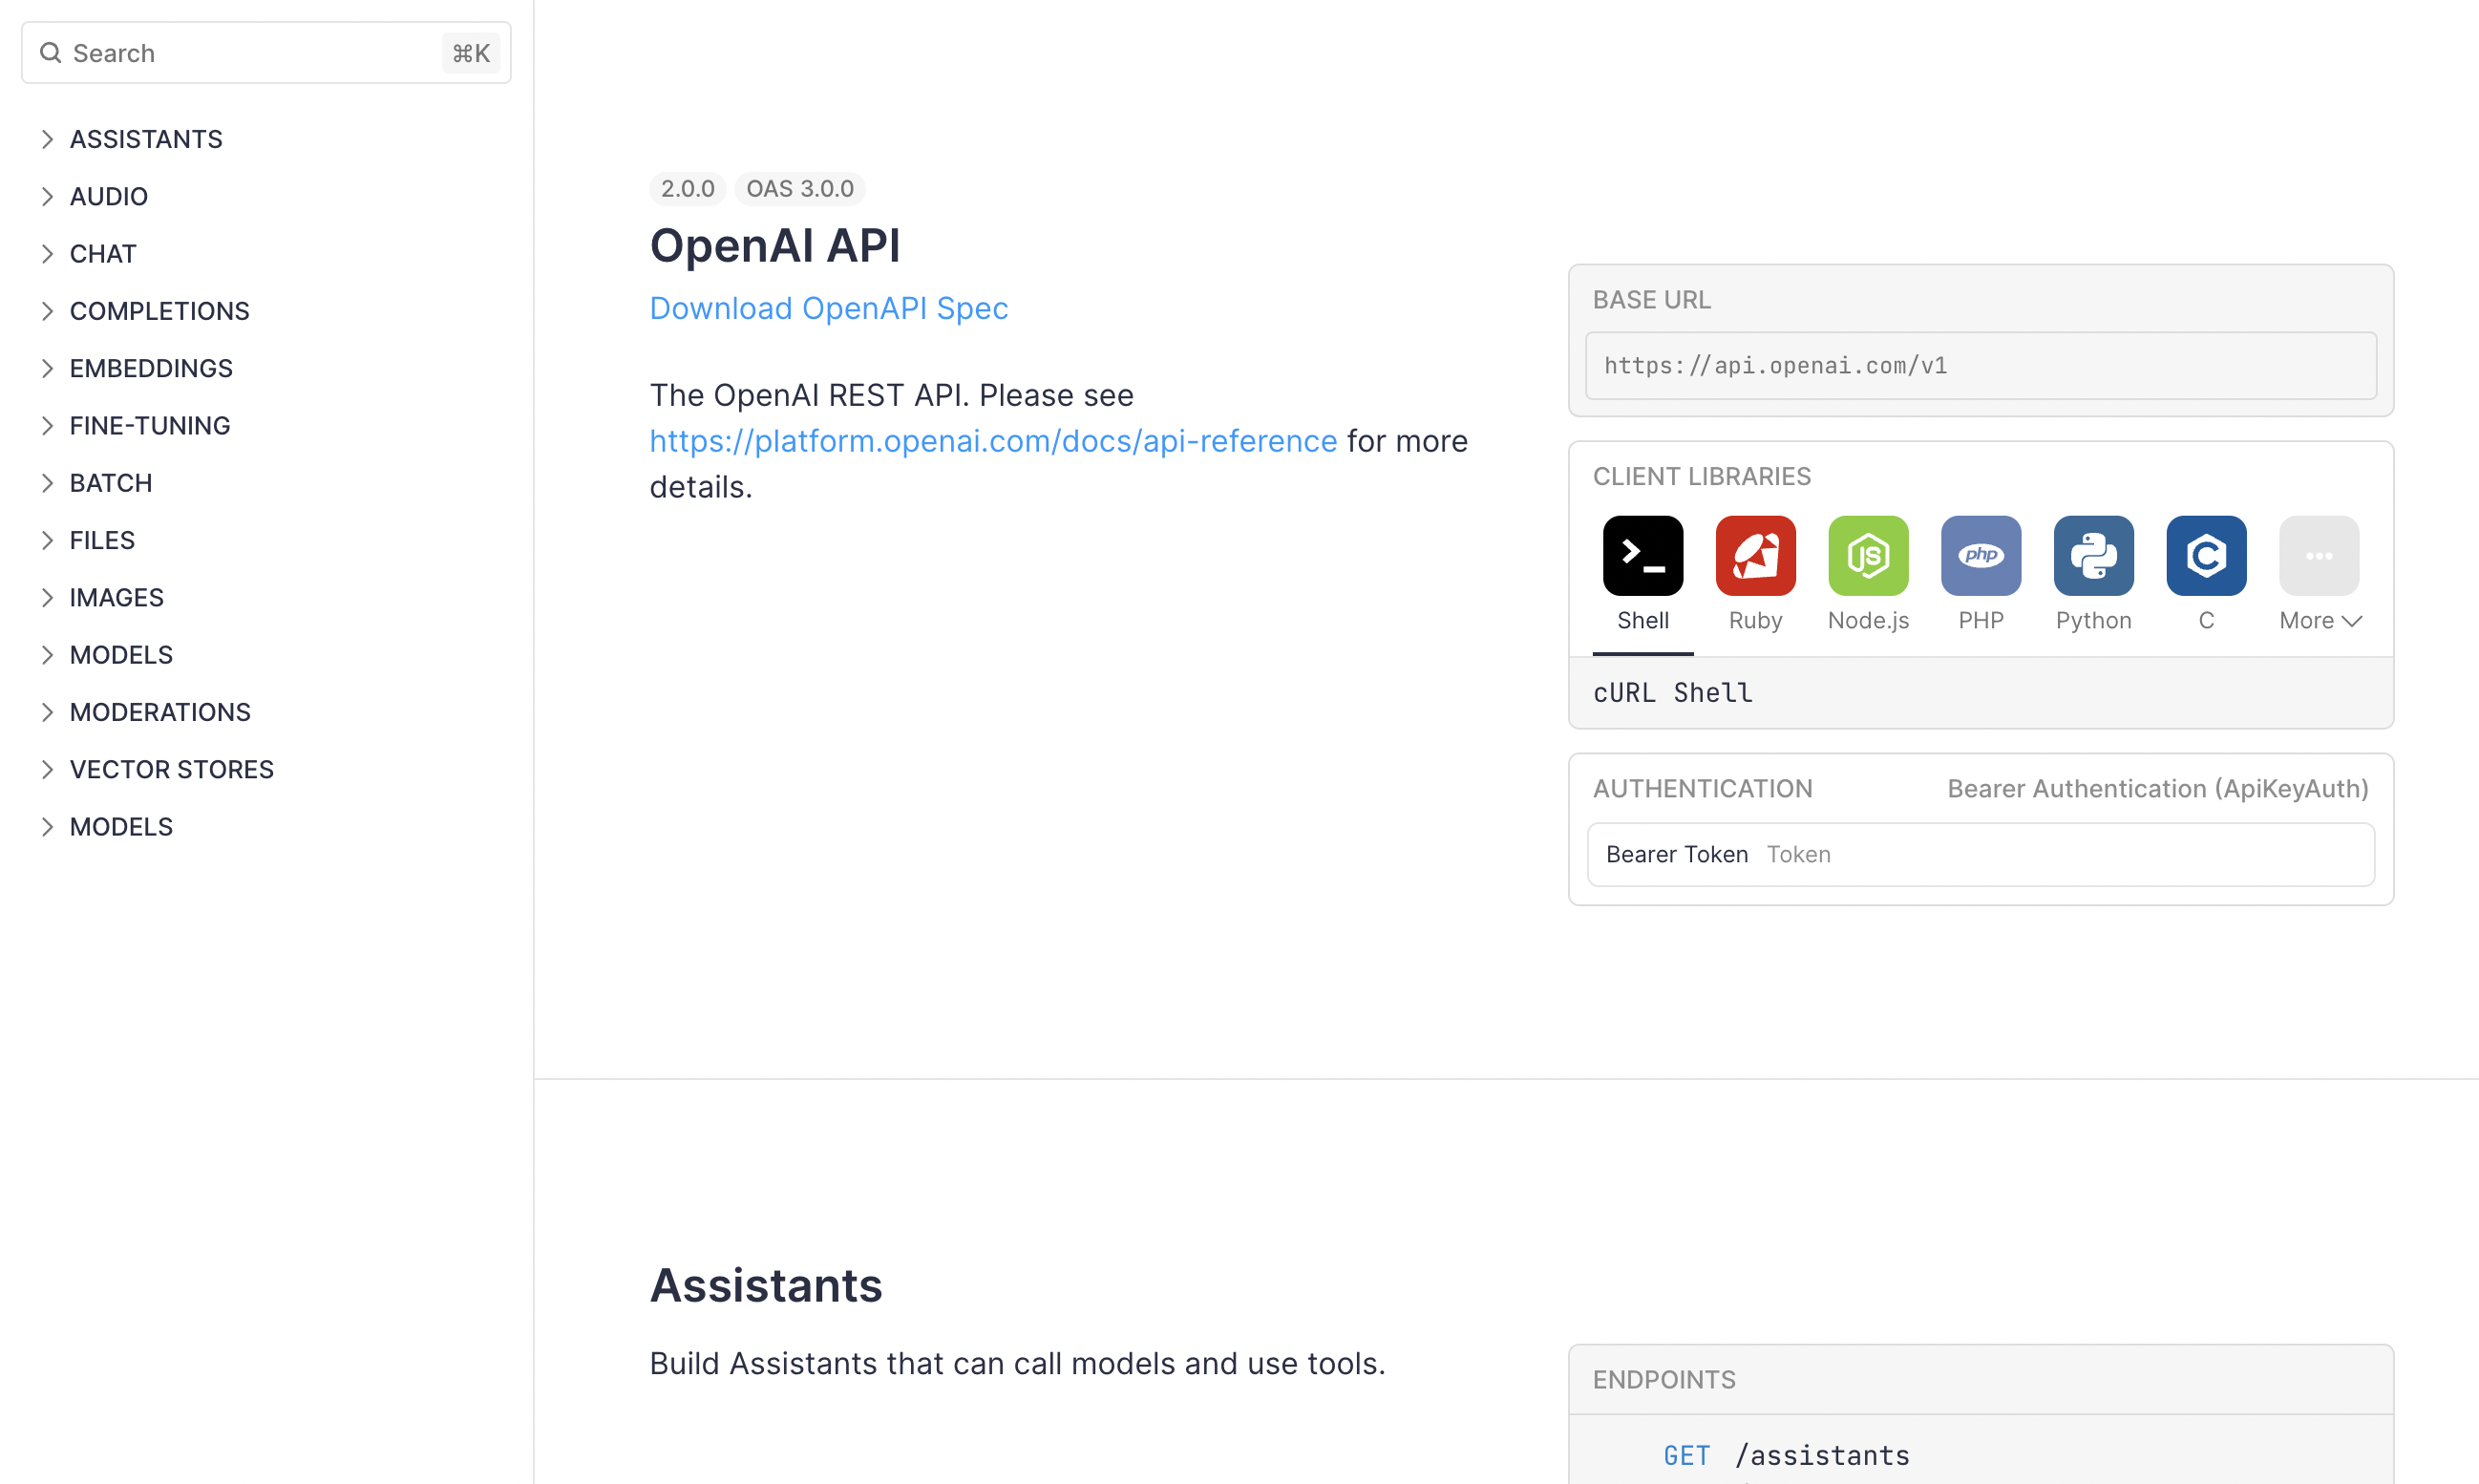 Search ⌘K
ASSISTANTS
AUDIO
CHAT
COMPLETIONS
EMBEDDINGS
FINE-TUNING
BATCH
FILES
IMAGES
MODELS
MODERATIONS
VECTOR STORES
MODELS
2.0.0 OAS 3.0.0
OpenAI API
Download OpenAPI Spec
The OpenAI REST API. Please see
https://platform.openai.com/docs/api-reference for more
details.
BASE URL
https://api.openai.com/v1
CLIENT LIBRARIES
JS php C
Shell Ruby Node.js PHP Python C More
cURL Shell
AUTHENTICATION Bearer Authentication (ApiKeyAuth)
Bearer Token Token
Assistants
Build Assistants that can call models and use tools.
ENDPOINTS
GET /assistants